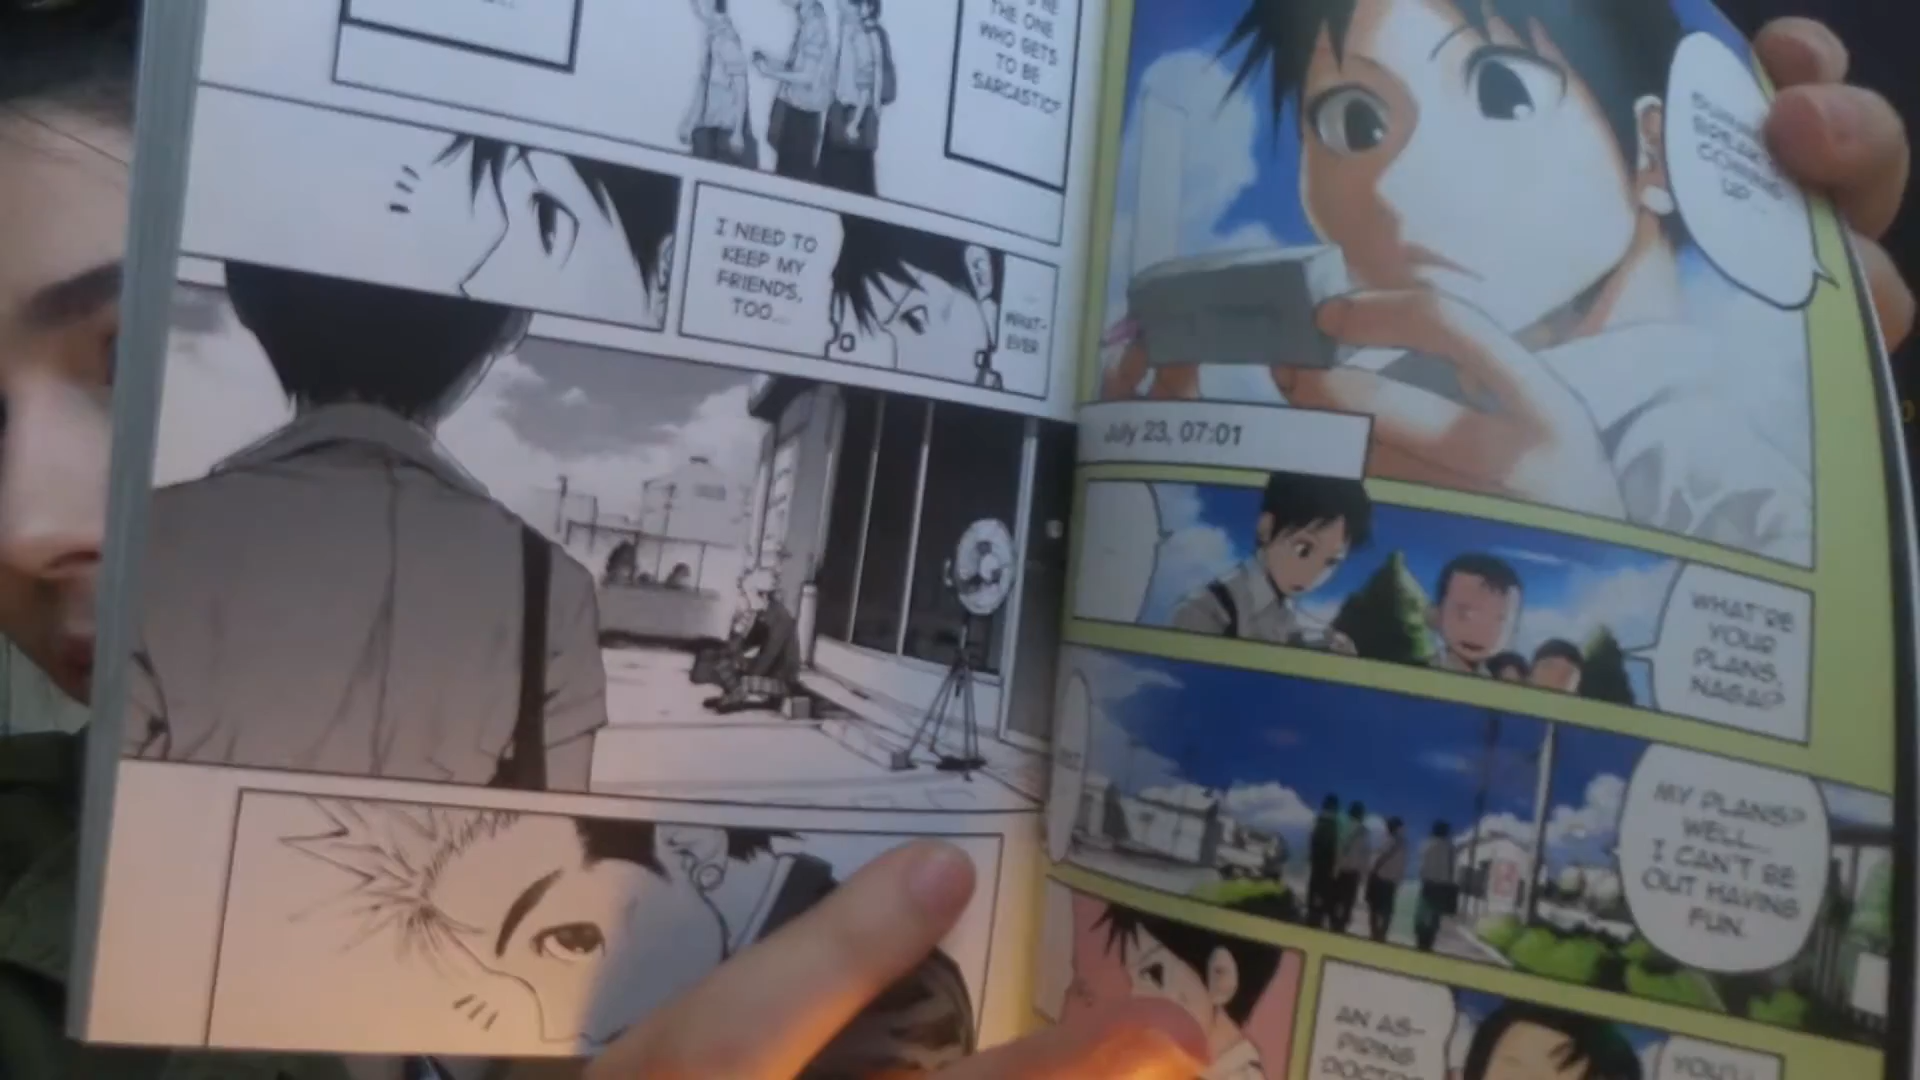 THE ONE
WHO GETS
TO BE
SARCASTIC?
I NEED TO
KEEP MY
FRIENDS,
TOO...
WHAT-
EVER
COMING
UP...
July 23, 07:01
WHAT'RE
YOUR
PLANS,
NAGA?
MY PLANS?
WELL...
I CAN'T BE
OUT HAVING
FUN.
AN AS-
PIRING
DOCTOR
YOU'LL